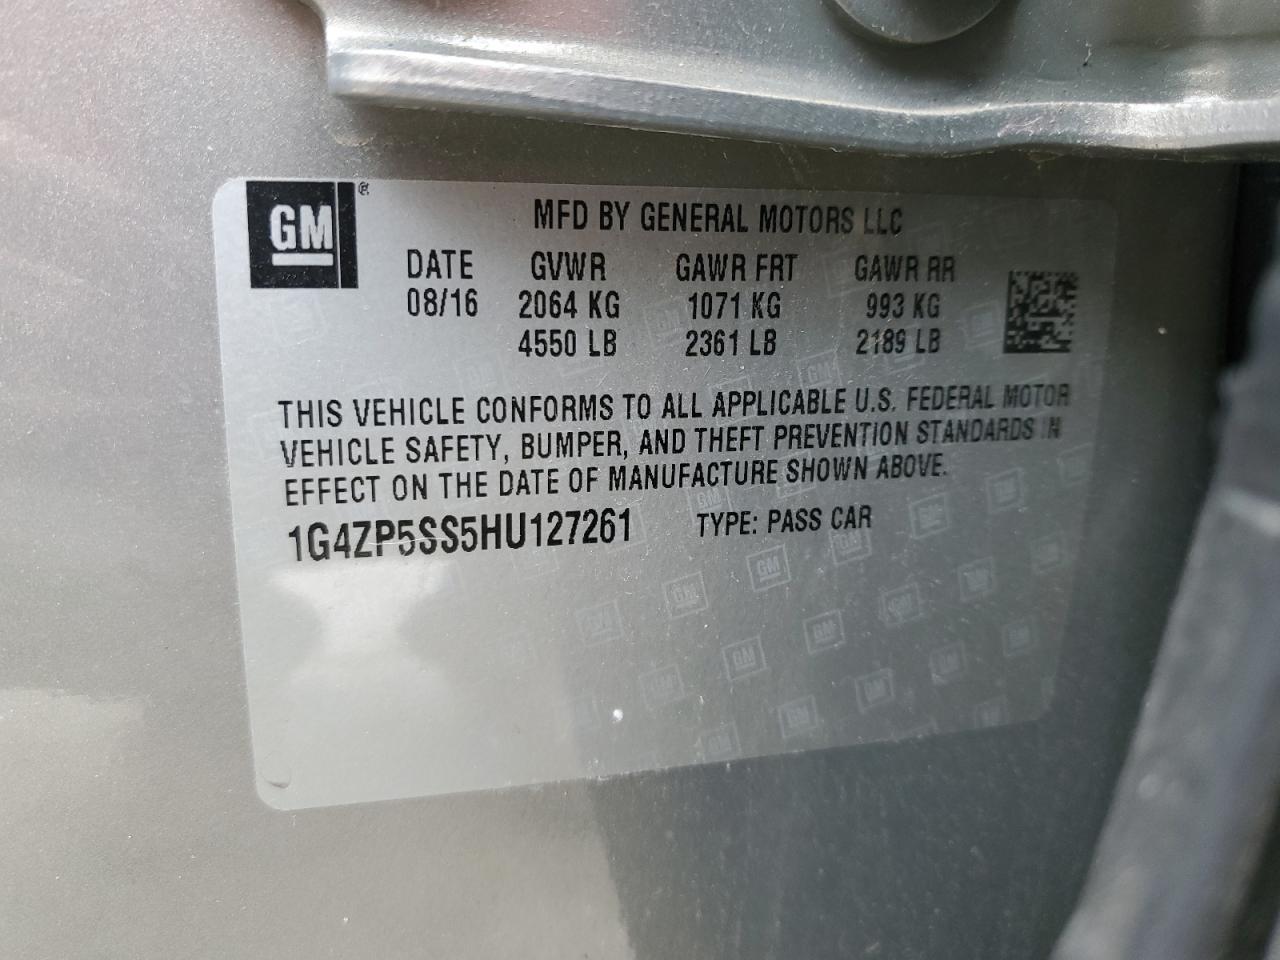 GM®
MFD BY GENERAL MOTORS LLC
DATE GVWR GAWR FRT GAWR RR
08/16 2064 KG 1071 KG 993 KG
4550 LB 2361 LB 2189 LB
THIS VEHICLE CONFORMS TO ALL APPLICABLE U.S. FEDERAL MOTOR
VEHICLE SAFETY, BUMPER, AND THEFT PREVENTION STANDARDS IN
EFFECT ON THE DATE OF MANUFACTURE SHOWN ABOVE.
1G4ZP5SS5HU127261 TYPE: PASS CAR